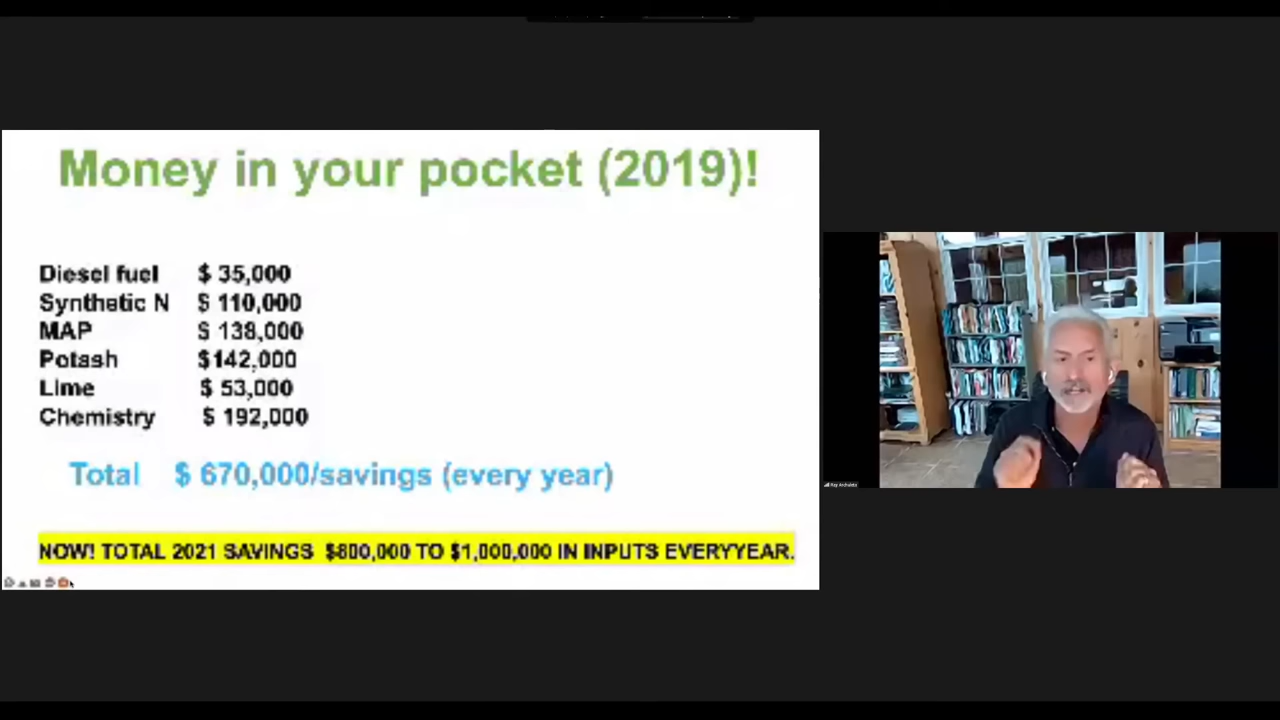 Money in your pocket (2019)!
Diesel fuel $ 35,000
Synthetic N $ 110,000
MAP $ 138,000
Potash $142,000
Lime $ 53,000
Chemistry $ 192,000
Total $ 670,000/savings (every year)
NOW! TOTAL 2021 SAVINGS $800,000 TO $1,000,000 IN INPUTS EVERYYEAR.
Ray Archuleta